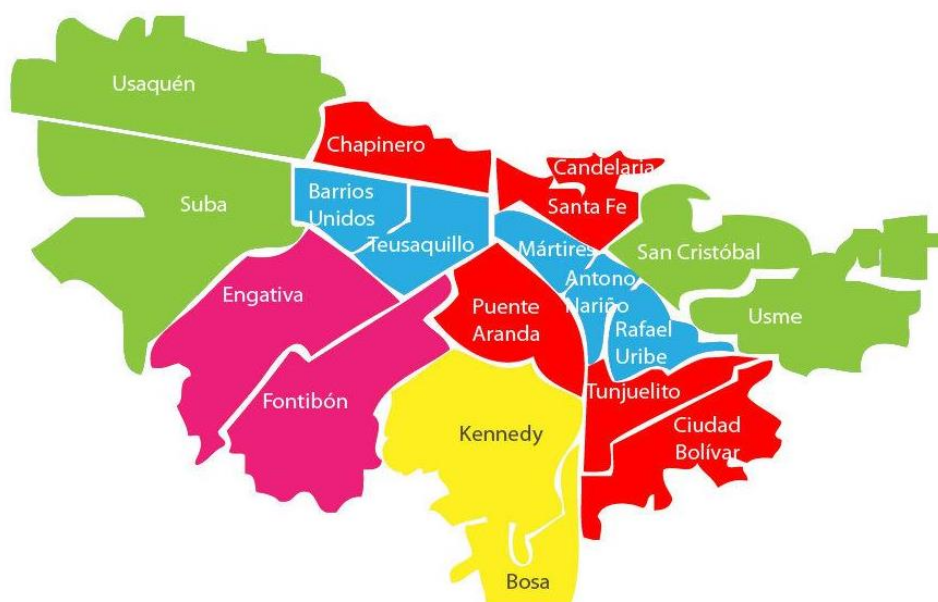 Usaquén
Chapinero
Candelaria
Santa Fe
Barrios
Unidos
Suba
Teusaquillo
Mártires
San Cristóbal
Antono
Nariño
Engativa
Puente
Aranda
Rafael
Uribe
Usme
Fontibón
Tunjuelito
Kennedy
Ciudad
Bolívar
Bosa